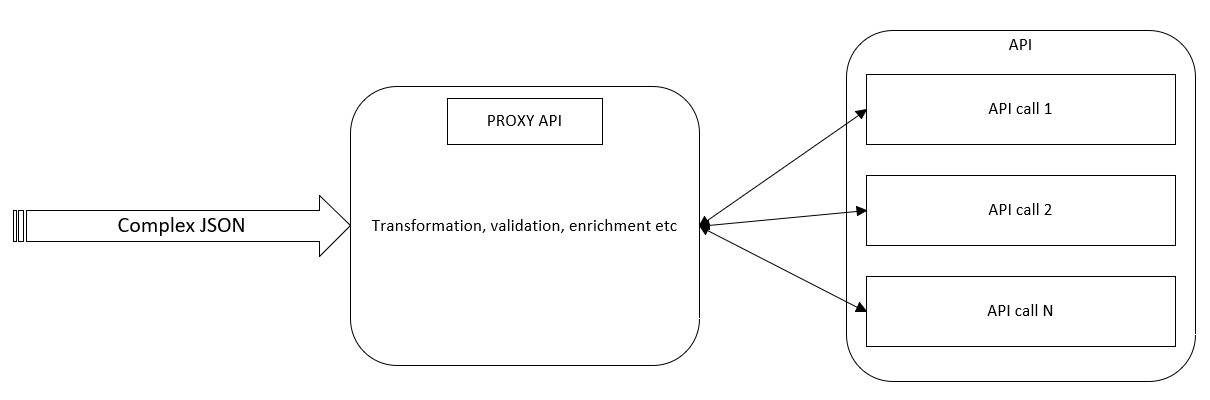 Complex JSON
PROXY API
Transformation, validation, enrichment etc
API
API call 1
API call 2
API call N